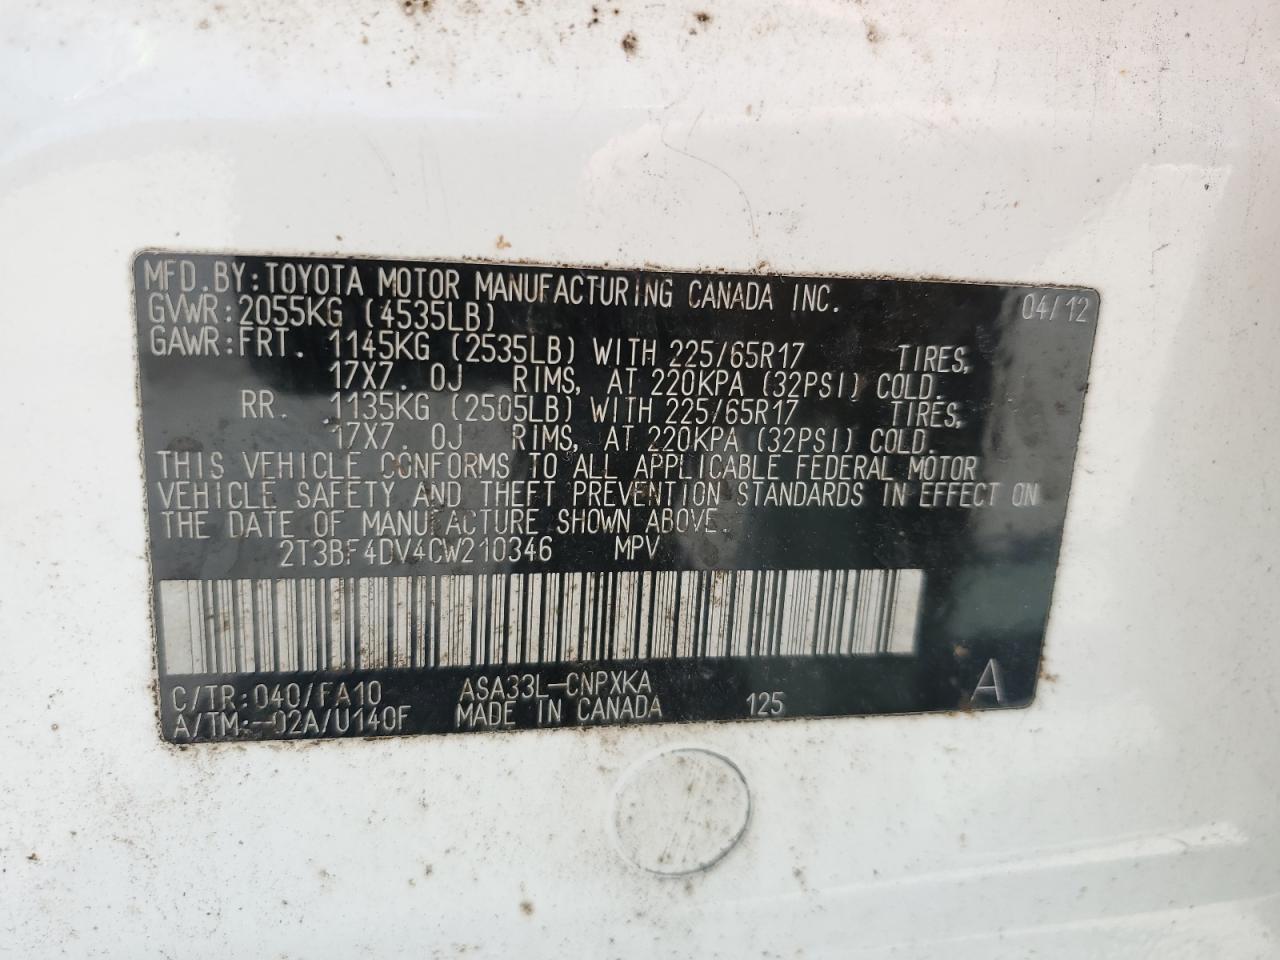 MFD.BY:TOYOTA MOTOR MANUFACTURING CANADA INC. 04/12
GVWR:2055KG (4535LB)
GAWR:FRT. 1145KG (2535LB) WITH 225/65R17 TIRES,
17X7.0J RIMS, AT 220KPA (32PSI) COLD.
RR. 1135KG (2505LB) WITH 225/65R17 TIRES,
17X7.0J RIMS, AT 220KPA (32PSI) COLD.
THIS VEHICLE CONFORMS TO ALL APPLICABLE FEDERAL MOTOR
VEHICLE SAFETY AND THEFT PREVENTION STANDARDS IN EFFECT ON
THE DATE OF MANUFACTURE SHOWN ABOVE.
2T3BF4DV4CW210346 MPV
C/TR:040/FA10 ASA33L-CNPXKA
A/TM:-02A/U140F MADE IN CANADA 125 A